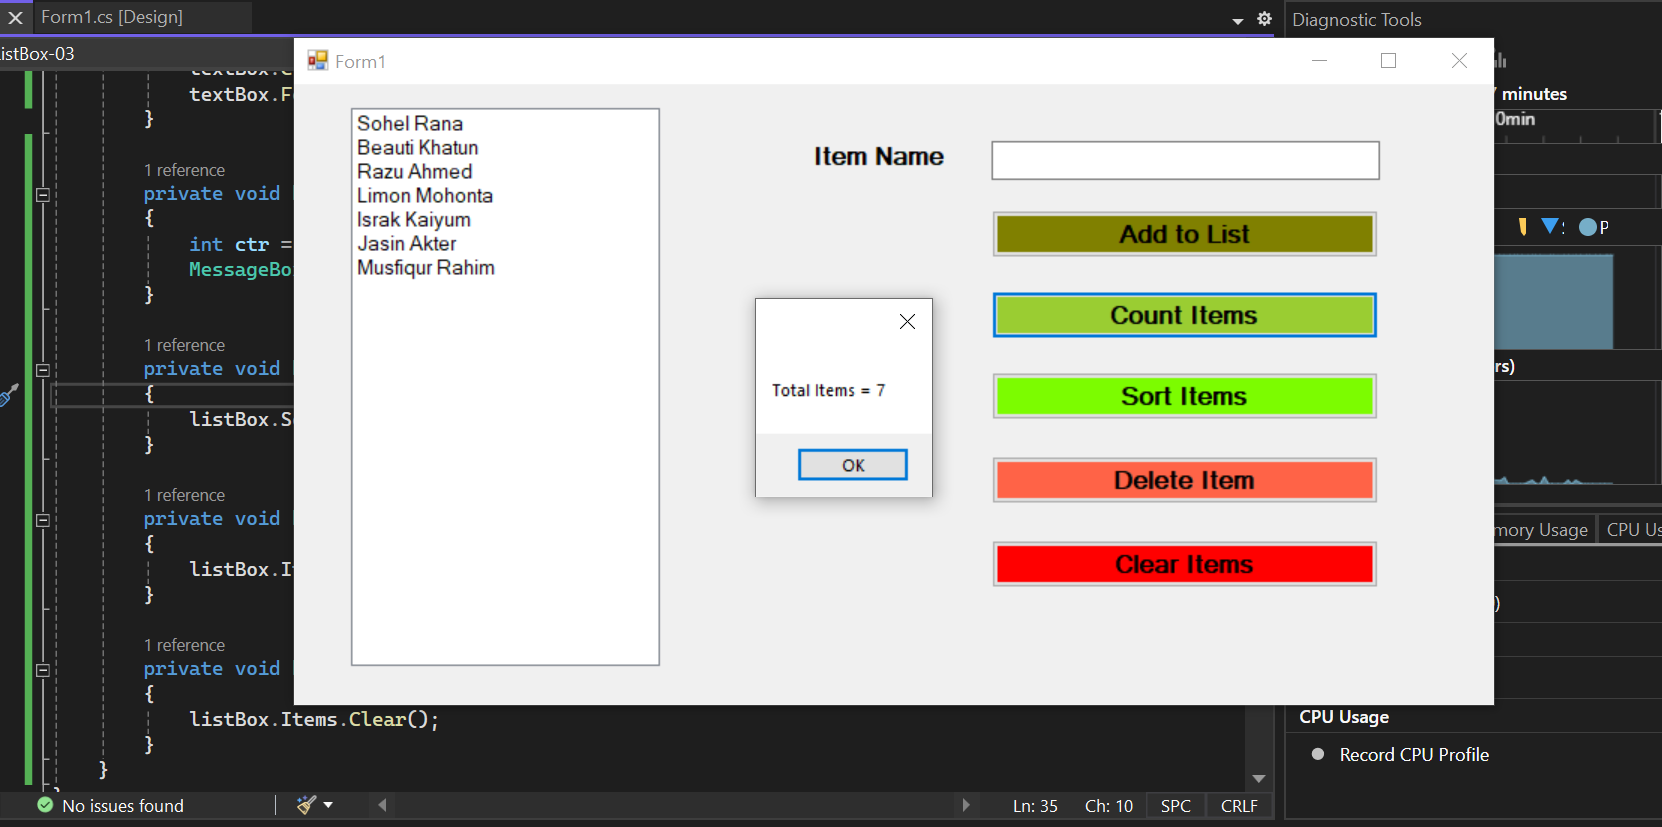 Form1.cs [Design]
Diagnostic Tools
istBox-03
Form1
textBox.F
minutes
}
0min
1 reference
private void
{
int ctr =
MessageBo
}
1 reference
private void
{
listBox.S
}
1 reference
private void
{
listBox.I
}
1 reference
private void
{
listBox.Items.Clear();
}
}
Sohel Rana
Beauti Khatun
Razu Ahmed
Limon Mohonta
Israk Kaiyum
Jasin Akter
Musfiqur Rahim
Item Name
Add to List
Count Items
Sort Items
Delete Item
Clear Items
Total Items = 7
OK
P
rs)
mory Usage
CPU Us
)
CPU Usage
Record CPU Profile
No issues found
Ln: 35
Ch: 10
SPC
CRLF